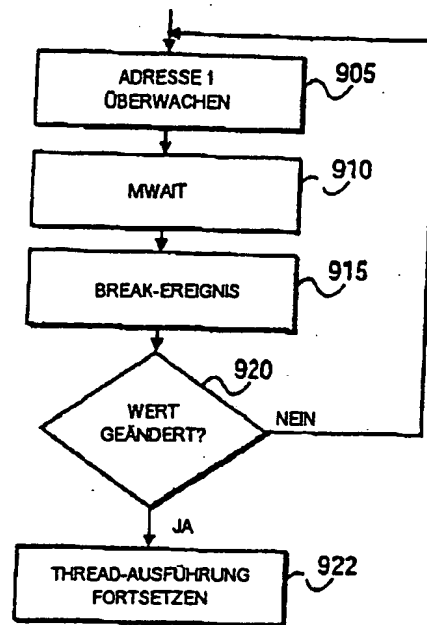 ADRESSE 1
ÜBERWACHEN
905
MWAIT
910
BREAK-EREIGNIS
915
920
WERT
GEÄNDERT?
NEIN
JA
THREAD-AUSFÜHRUNG
FORTSETZEN
922